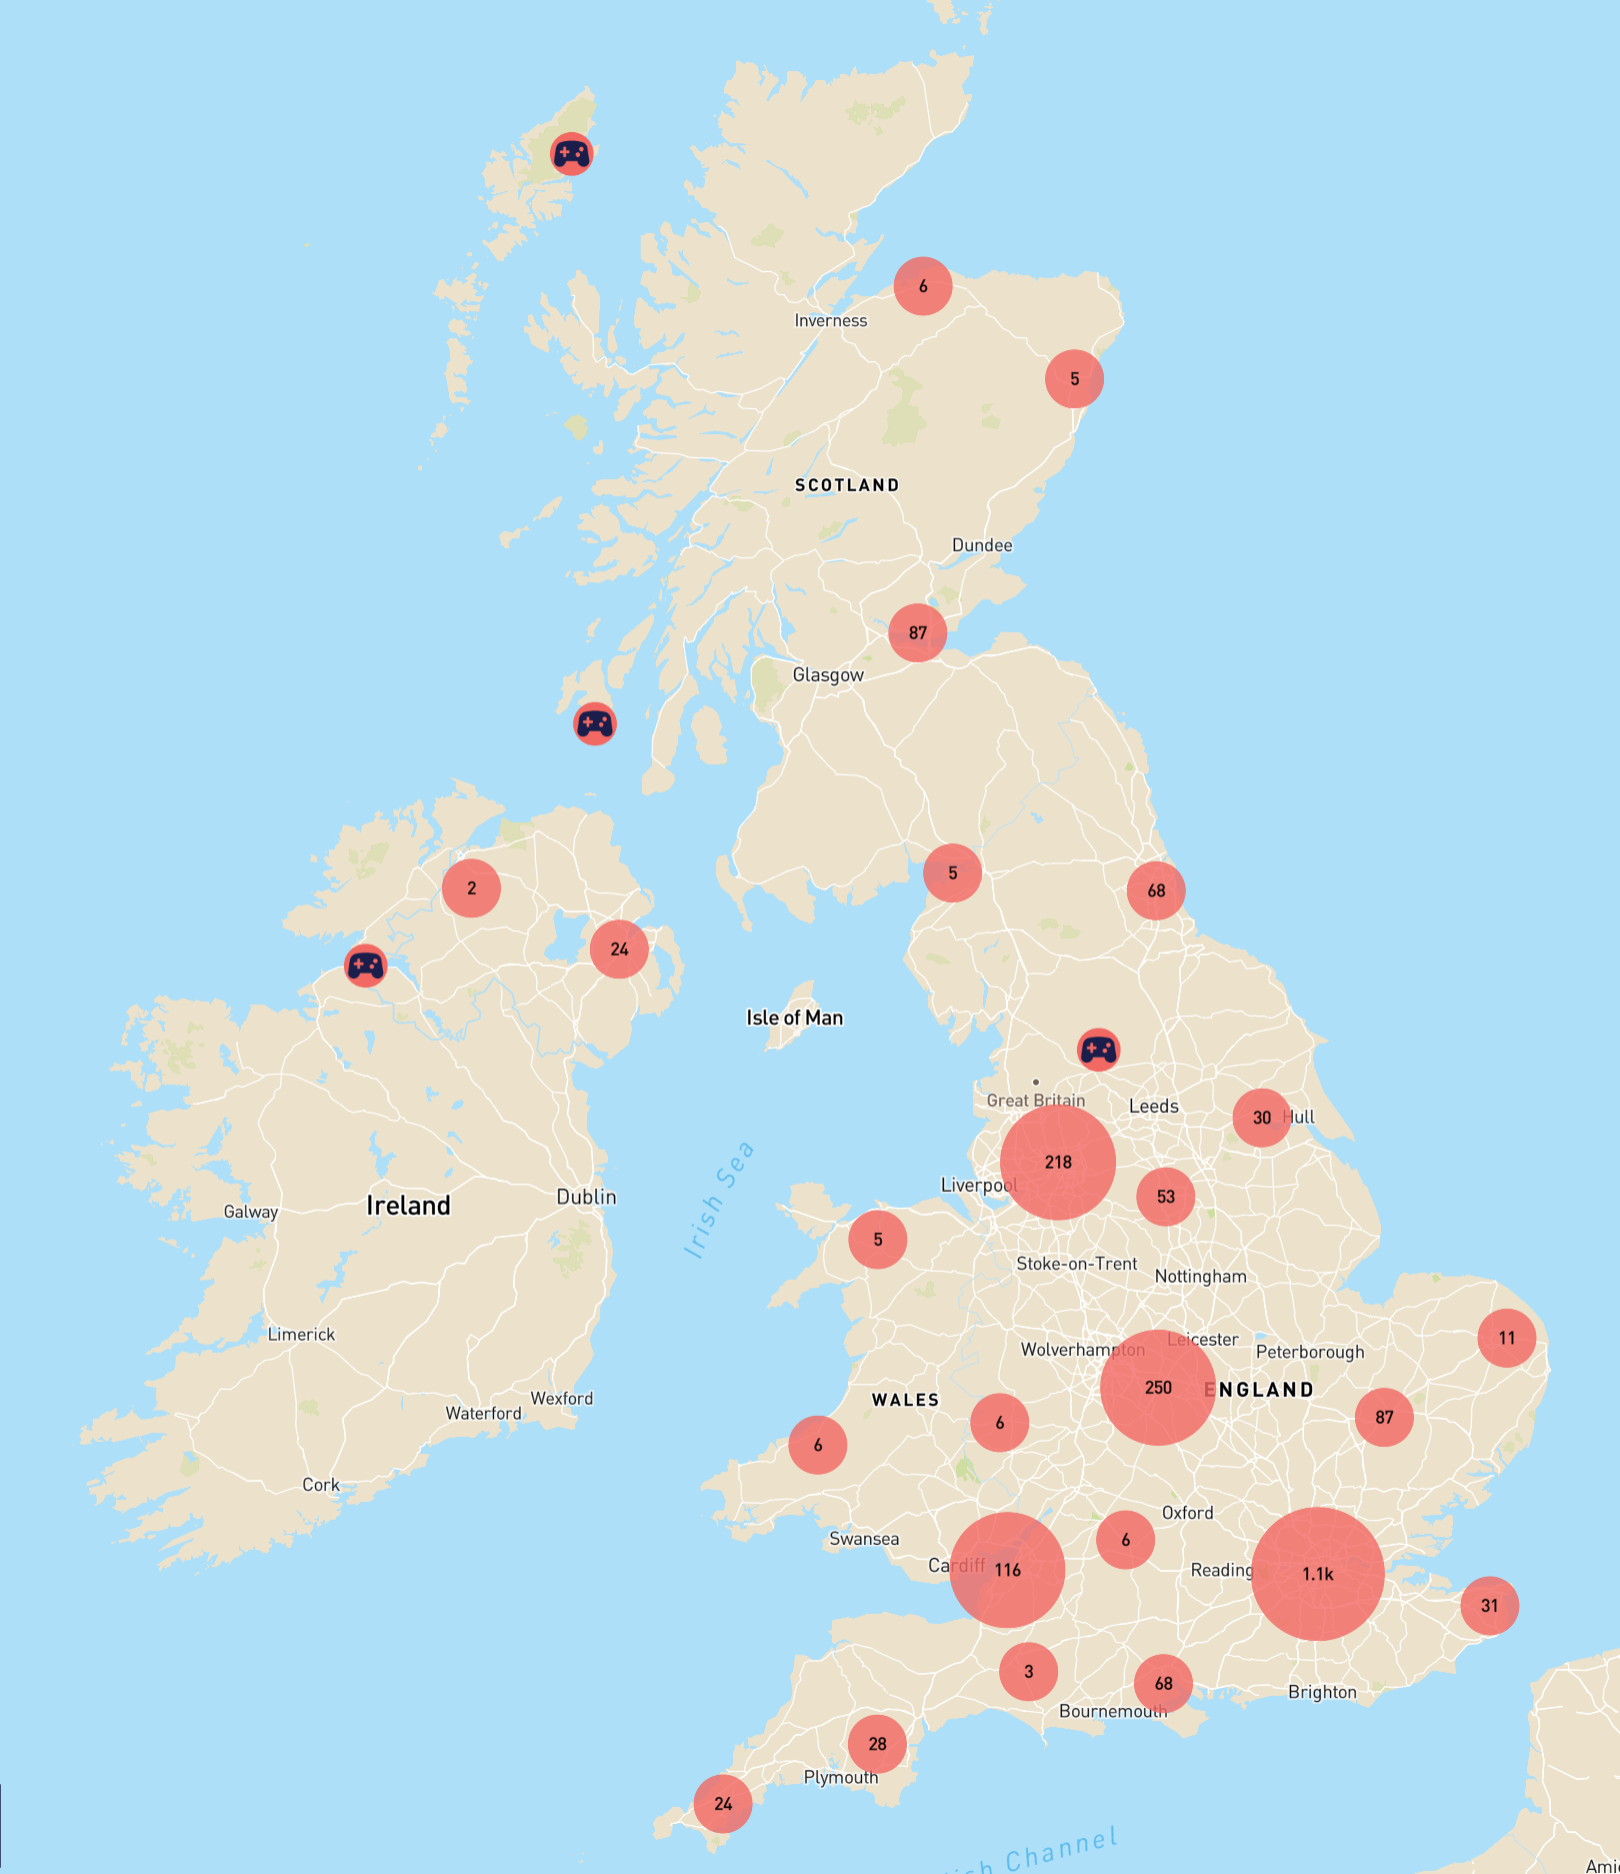 6
Inverness
5
SCOTLAND
Dundee
87
Glasgow
5
2
68
24
Isle of Man
Great Britain
Leeds
30
Hull
218
Liverpool
53
Dublin
Ireland
Galway
Irish Sea
5
Stoke-on-Trent
Nottingham
Limerick
11
Leicester
Wolverhampton
Peterborough
250
ENGLAND
WALES
Wexford
Waterford
87
6
6
Cork
Oxford
Swansea
6
Cardiff
116
Reading
1.1k
31
3
68
Brighton
Bournemouth
28
Plymouth
24
Channel